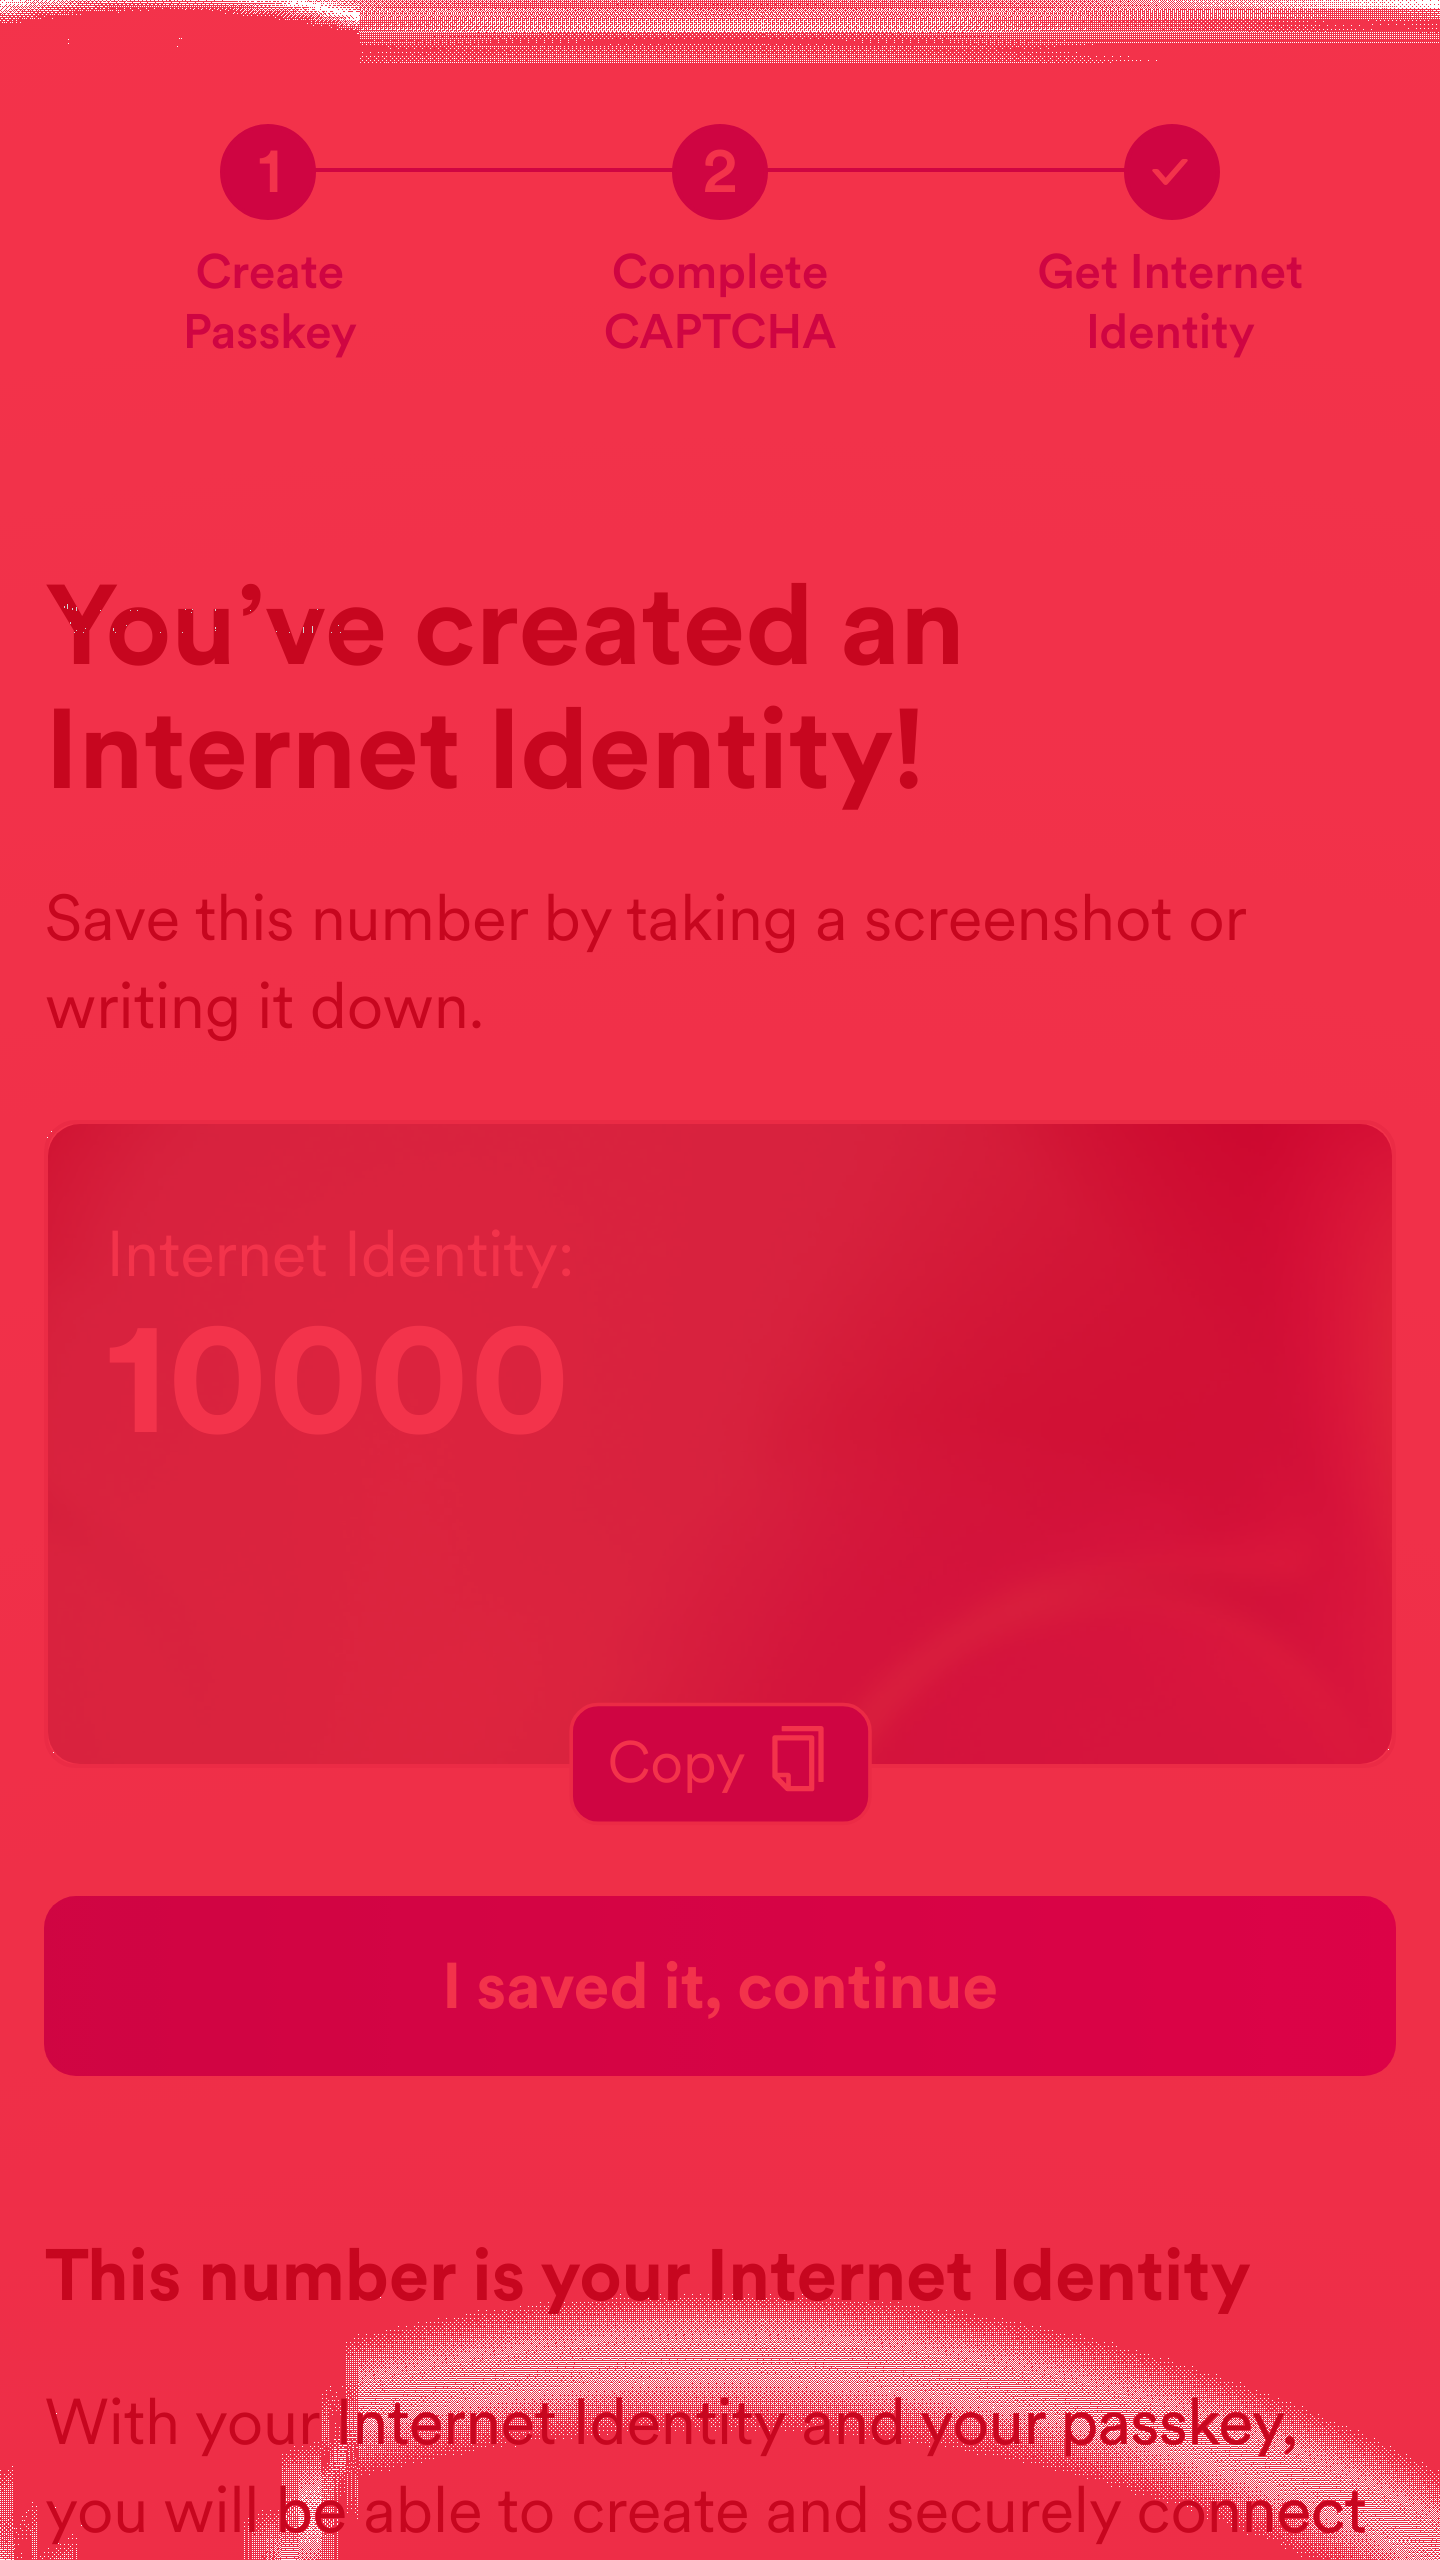 1
2
Create
Passkey
Complete
CAPTCHA
Get Internet
Identity
You’ve created an
Internet Identity!
Save this number by taking a screenshot or
writing it down.
Internet Identity:
10000
Copy
I saved it, continue
This number is your Internet Identity
With your Internet Identity and your passkey,
you will be able to create and securely connect